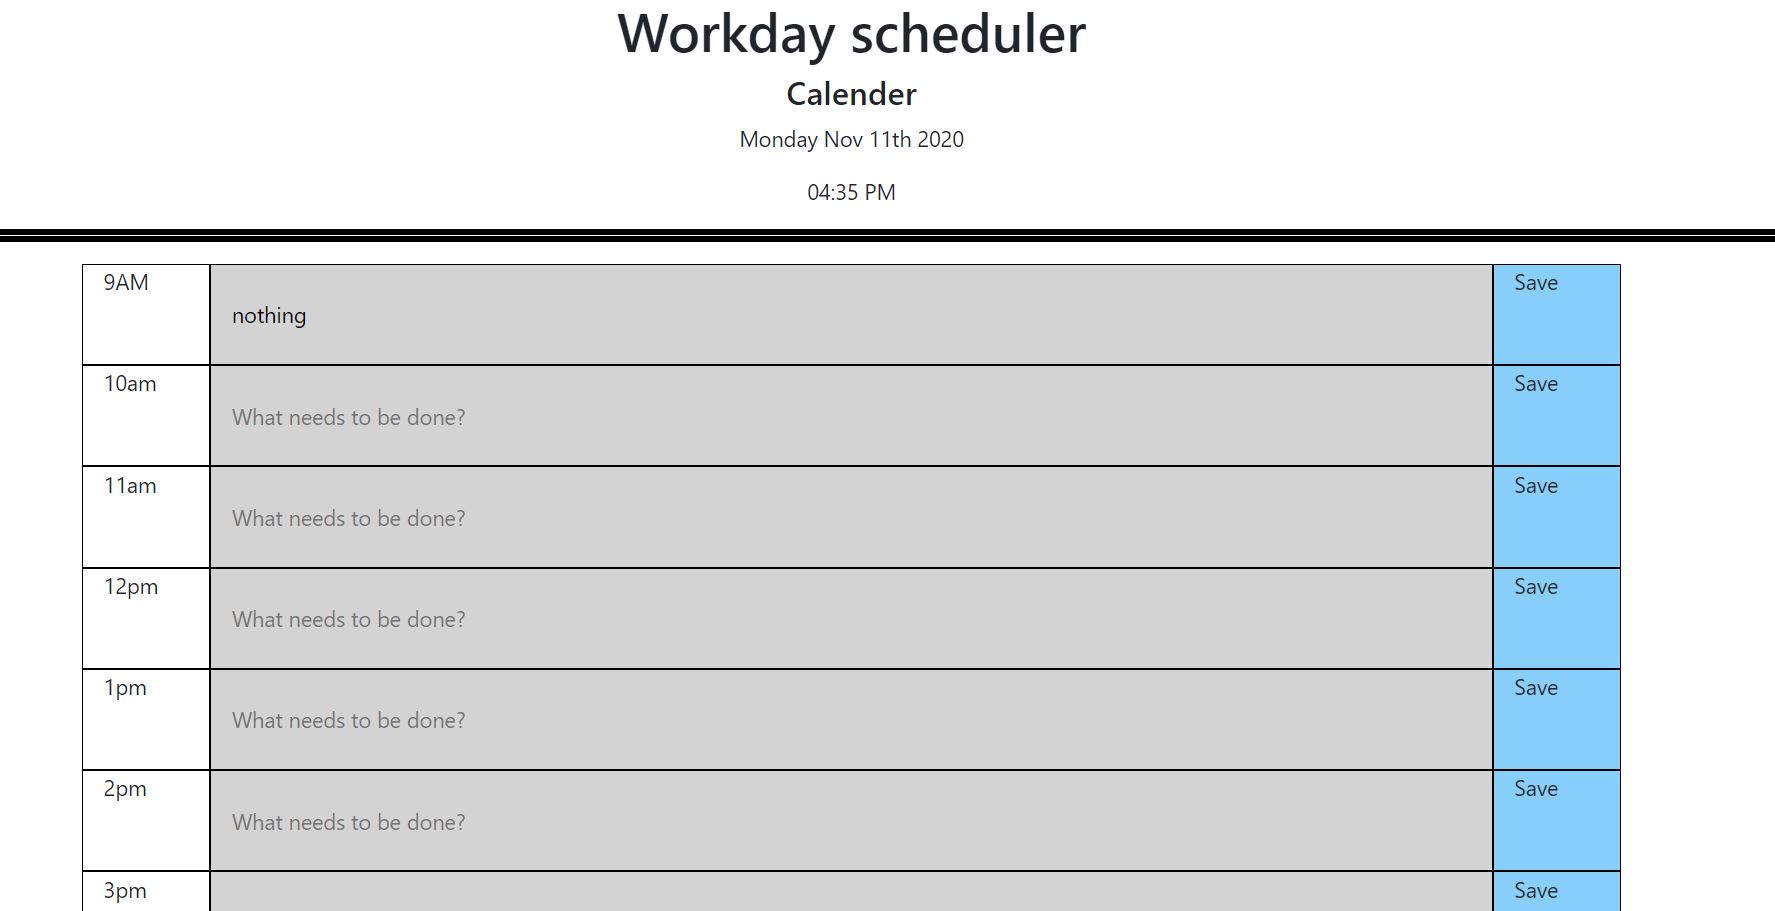 Workday scheduler
Calender
Monday Nov 11th 2020
04:35 PM
9AM
nothing
Save
10am
What needs to be done?
Save
11am
What needs to be done?
Save
12pm
What needs to be done?
Save
1pm
What needs to be done?
Save
2pm
What needs to be done?
Save
3pm
Save